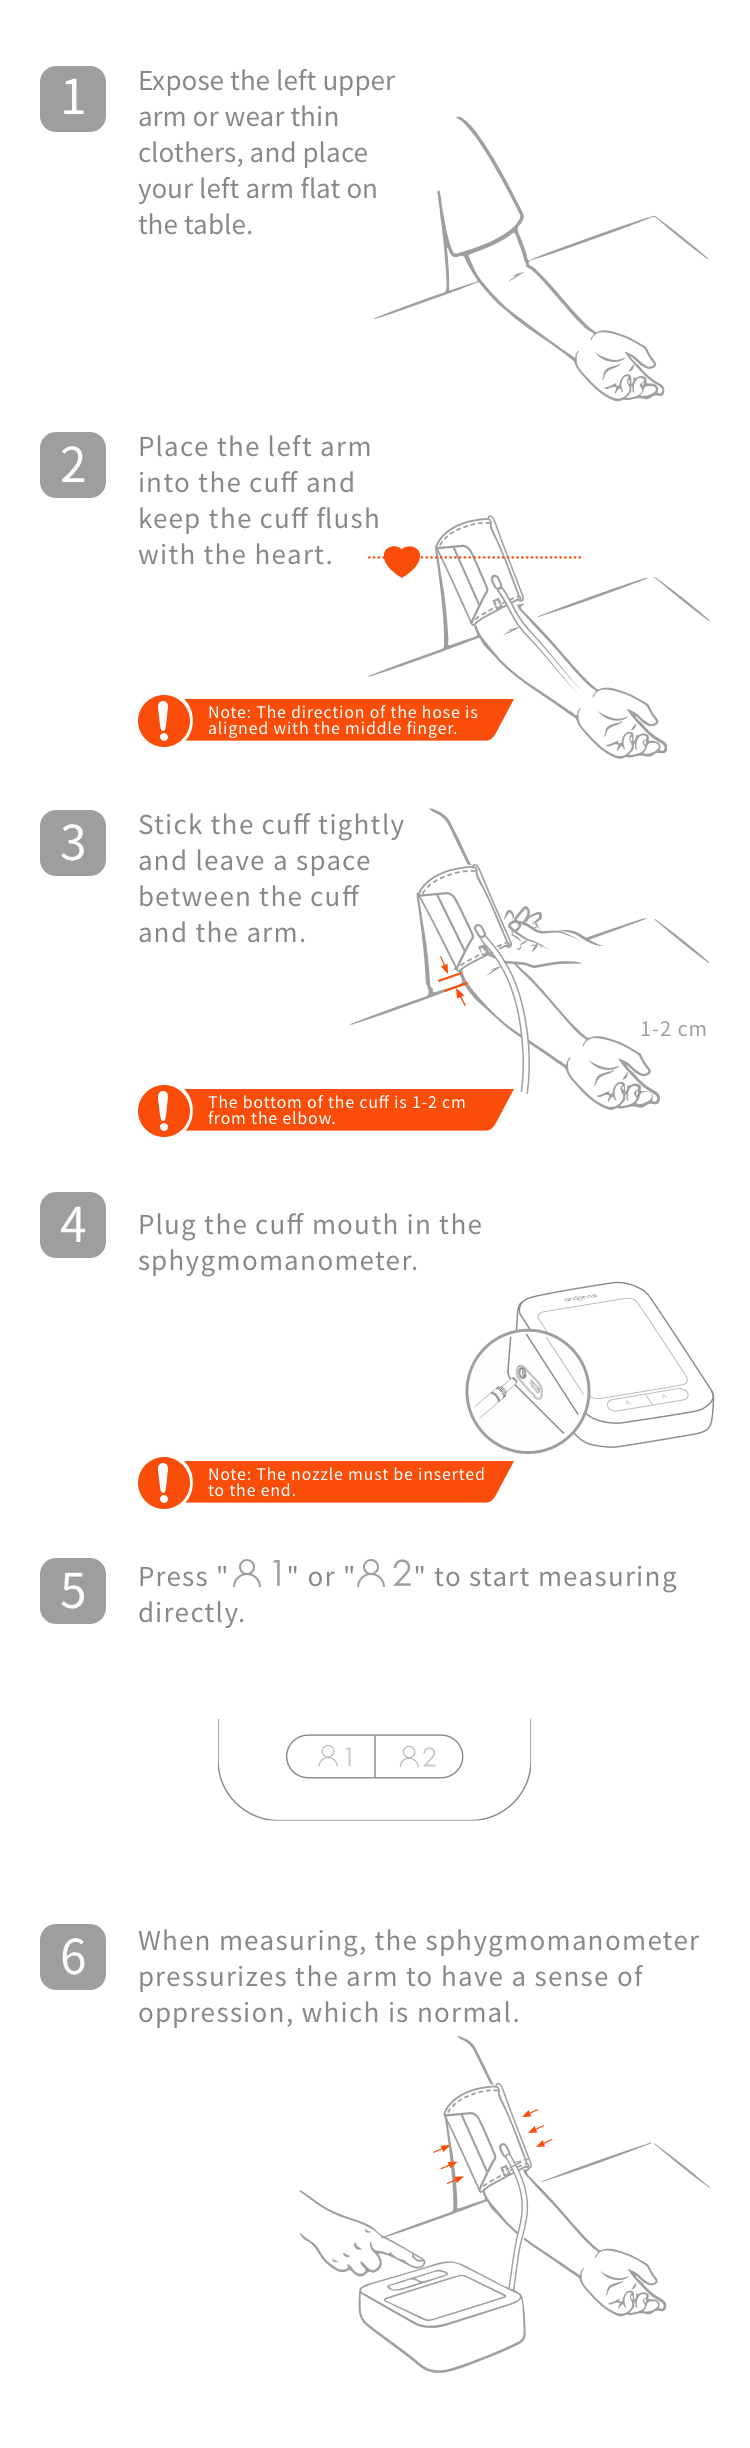 1
Expose the left upper
arm or wear thin
clothers, and place
your left arm flat on
the table.
2
Place the left arm
into the cuff and
keep the cuff flush
with the heart.
Note: The direction of the hose is
aligned with the middle finger.
3
Stick the cuff tightly
and leave a space
between the cuff
and the arm.
1-2 cm
The bottom of the cuff is 1-2 cm
from the elbow.
4
Plug the cuff mouth in the
sphygmomanometer.
Note: The nozzle must be inserted
to the end.
5
Press "1" or "2" to start measuring
directly.
1 2
6
When measuring, the sphygmomanometer
pressurizes the arm to have a sense of
oppression, which is normal.